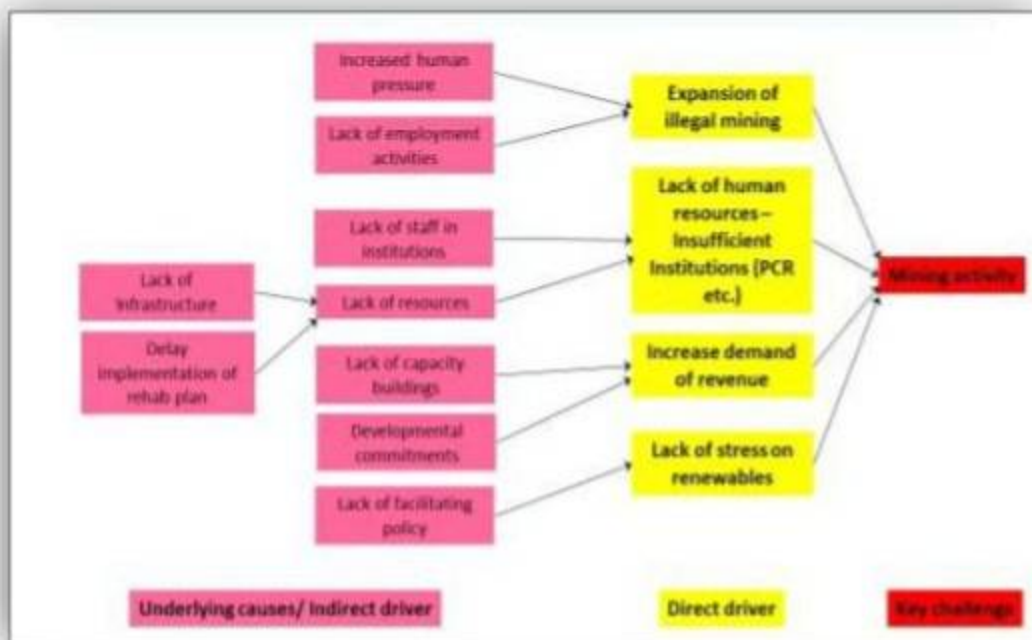 Increased human
pressure
Lack of employment
activities
Lack of staff in
institutions
Lack of
Infrastructure
Lack of resources
Delay
implementation of
rehab plan
Lack of capacity
buildings
Developmental
commitments
Lack of facilitating
policy
Expansion of
illegal mining
Lack of human
resources –
Insufficient
Institutions (PCR
etc.)
Increase demand
of revenue
Lack of stress on
renewables
Mining activity
Underlying causes/ Indirect driver
Direct driver
Key challenge